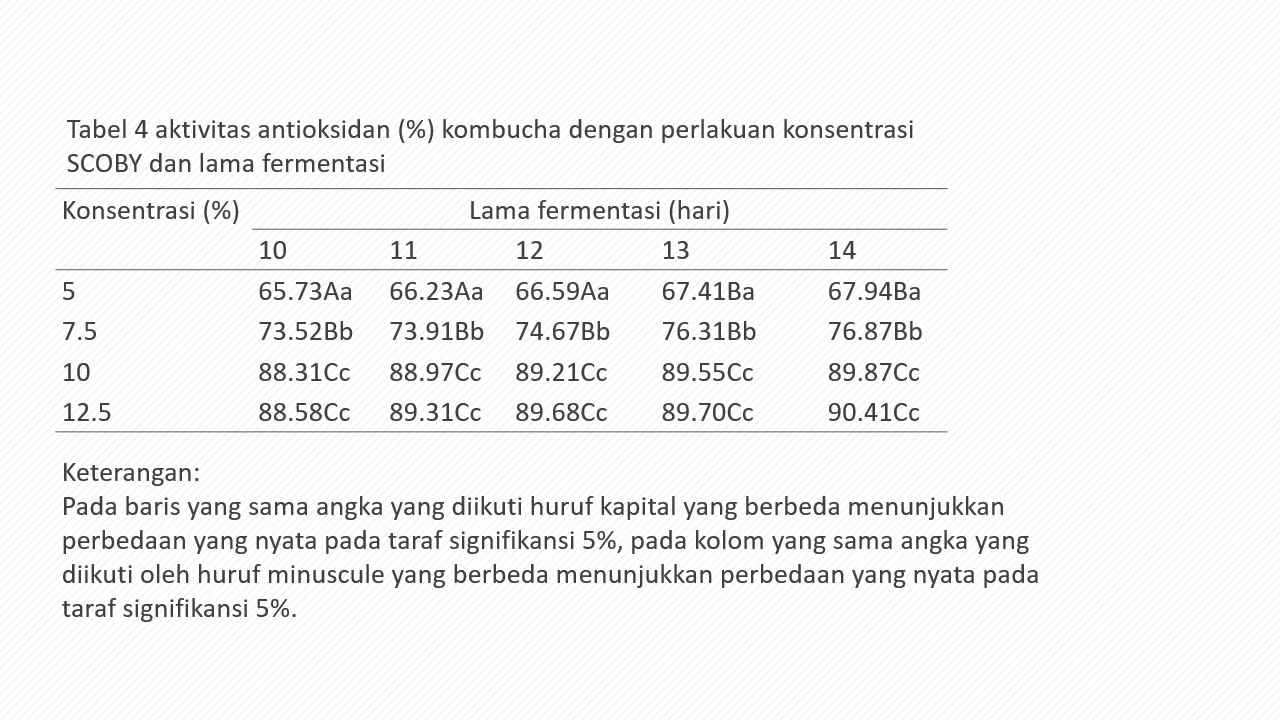 Tabel 4 aktivitas antioksidan (%) kombucha dengan perlakuan konsentrasi
SCOBY dan lama fermentasi
Konsentrasi (%) Lama fermentasi (hari)
10 11 12 13 14
5 65.73Aa 66.23Aa 66.59Aa 67.41Ba 67.94Ba
7.5 73.52Bb 73.91Bb 74.67Bb 76.31Bb 76.87Bb
10 88.31Cc 88.97Cc 89.21Cc 89.55Cc 89.87Cc
12.5 88.58Cc 89.31Cc 89.68Cc 89.70Cc 90.41Cc
Keterangan:
Pada baris yang sama angka yang diikuti huruf kapital yang berbeda menunjukkan
perbedaan yang nyata pada taraf signifikansi 5%, pada kolom yang sama angka yang
diikuti oleh huruf minuscule yang berbeda menunjukkan perbedaan yang nyata pada
taraf signifikansi 5%.